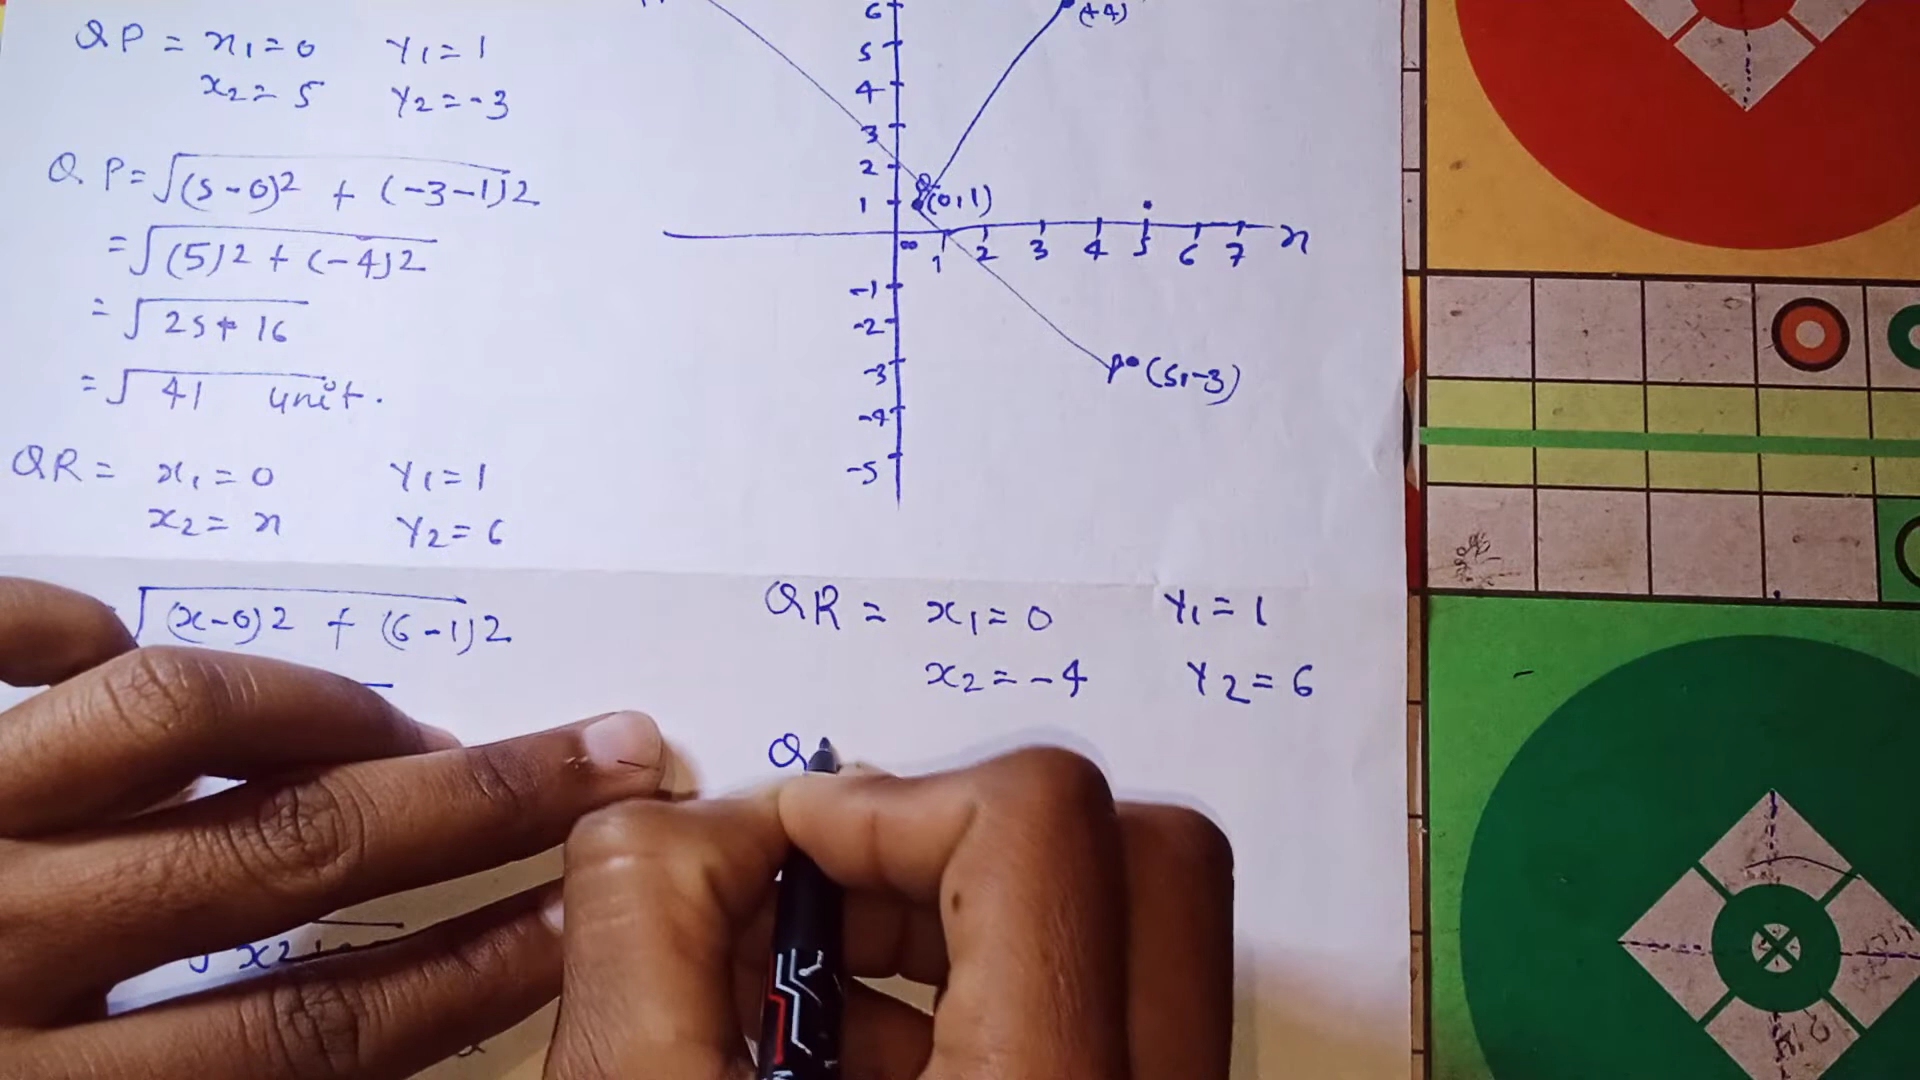 QP = x₁ = 0 Y₁ = 1
x₂ = 5 Y₂ = -3
QP = √(5-0)2 + (-3-1)2
= √(5)2 + (-4)2
= √25+16
= √41 unit.
QR = x₁ = 0 Y₁ = 1
x₂ = x Y₂ = 6
√(x-0)2 + (6-1)2
√x2+
6
5
4
3
2
1
-1
-2
-3
-4
-5
1 2 3 4 5 6 7 x
Q(0,1)
P(5,-3)
QR = x₁ = 0 Y₁ = 1
x₂ = -4 Y₂ = 6
Q